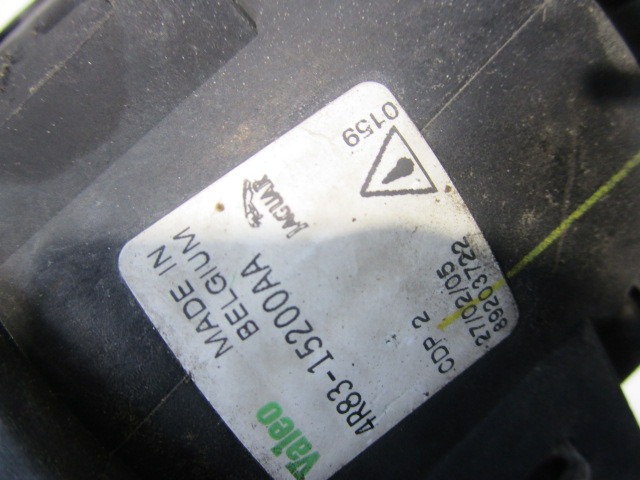 Valeo
4R83-15200AA
MADE IN
BELGIUM
JAGUAR
CDP 2
27/02/05
89203722
0159